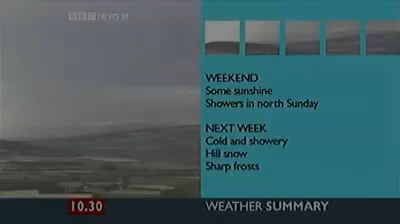 BBC NEWS 24
WEEKEND
Some sunshine
Showers in north Sunday
NEXT WEEK
Cold and showery
Hill snow
Sharp frosts
10.30
WEATHER SUMMARY